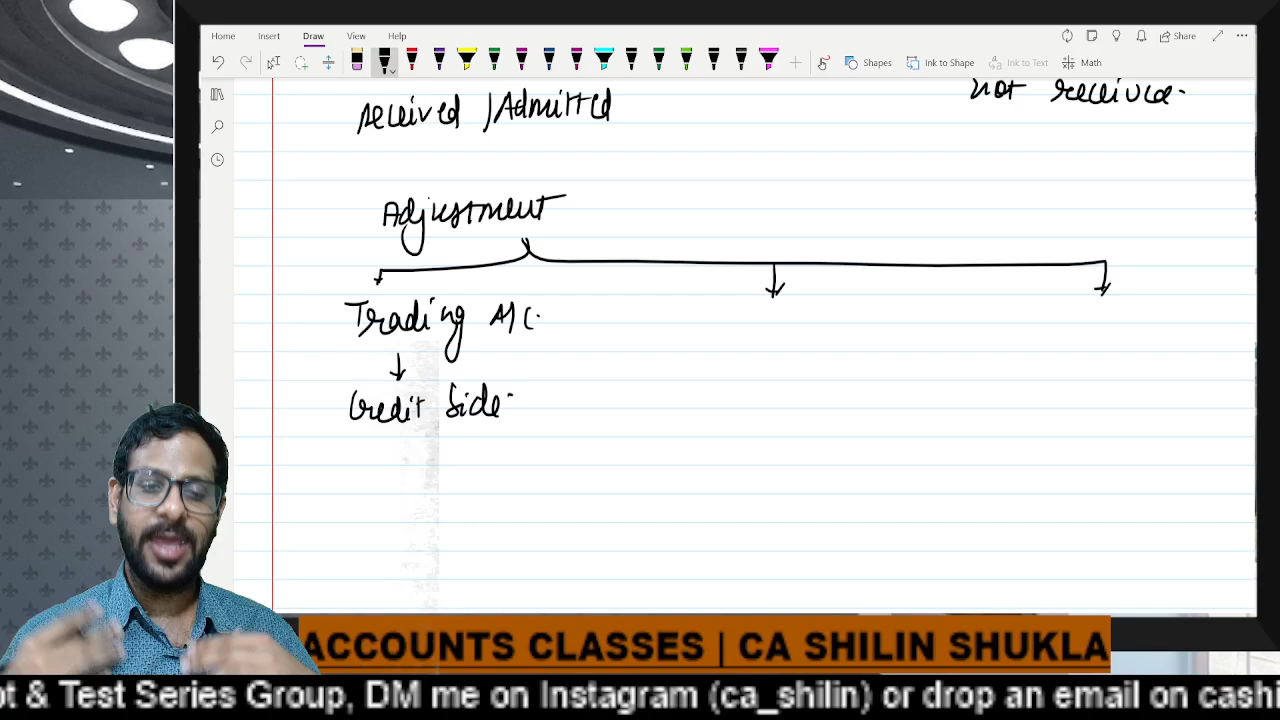 Home Insert Draw View Help
Share
Shapes Ink to Shape Ink to Text Math
not received.
received / Admitted
Adjustment
Trading A/c.
Credit Side.
ACCOUNTS CLASSES | CA SHILIN SHUKLA
ot & Test Series Group, DM me on Instagram (ca_shilin) or drop an email on cashi